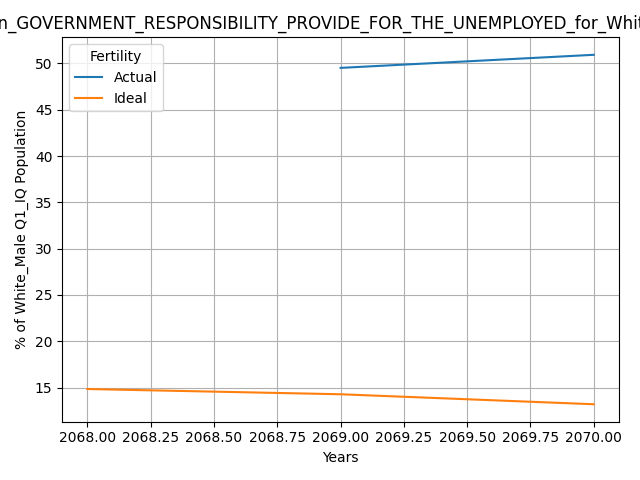 n_GOVERNMENT_RESPONSIBILITY_PROVIDE_FOR_THE_UNEMPLOYED_for_Whit
Fertility
Actual
Ideal
50
45
40
35
30
25
20
15
% of White_Male Q1_IQ Population
2068.00 2068.25 2068.50 2068.75 2069.00 2069.25 2069.50 2069.75 2070.00
Years